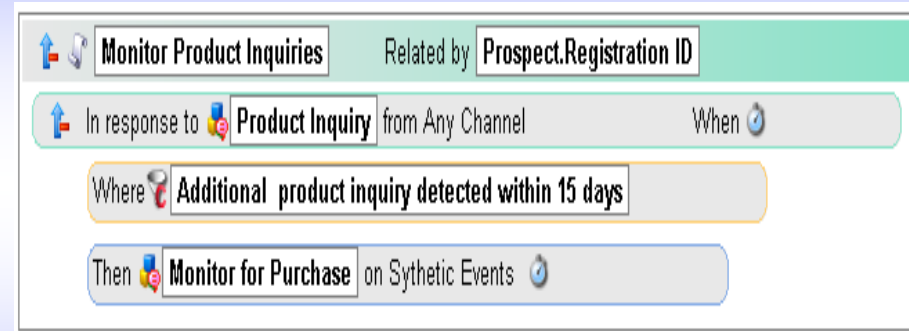 Monitor Product Inquiries Related by Prospect.Registration ID
In response to Product Inquiry from Any Channel When
Where Additional product inquiry detected within 15 days
Then Monitor for Purchase on Sythetic Events